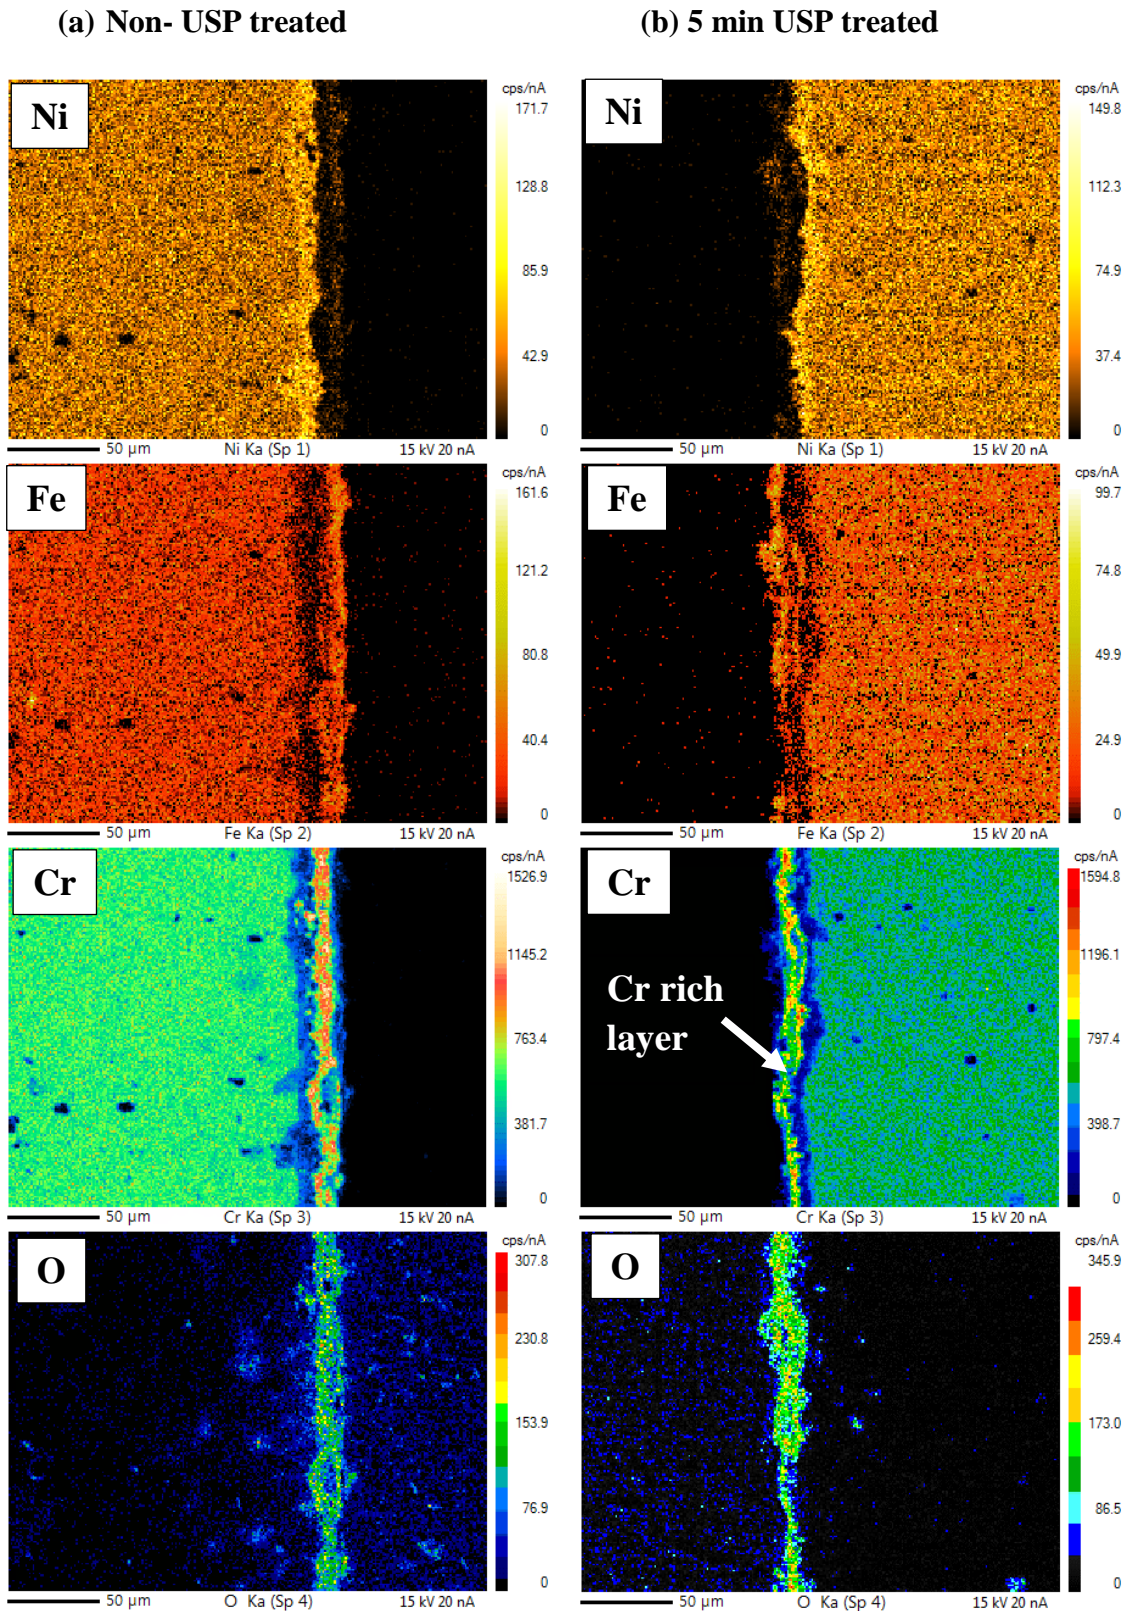 (a) Non- USP treated
(b) 5 min USP treated
Ni
cps/nA
171.7
128.8
85.9
42.9
0
50 μm
Ni Ka (Sp 1)
15 kV 20 nA
Ni
cps/nA
149.8
112.3
74.9
37.4
0
50 μm
Ni Ka (Sp 1)
15 kV 20 nA
Fe
cps/nA
161.6
121.2
80.8
40.4
0
50 μm
Fe Ka (Sp 2)
15 kV 20 nA
Fe
cps/nA
99.7
74.8
49.9
24.9
0
50 μm
Fe Ka (Sp 2)
15 kV 20 nA
Cr
cps/nA
1526.9
1145.2
763.4
381.7
0
50 μm
Cr Ka (Sp 3)
15 kV 20 nA
Cr
Cr rich
layer
cps/nA
1594.8
1196.1
797.4
398.7
0
50 μm
Cr Ka (Sp 3)
15 kV 20 nA
O
cps/nA
307.8
230.8
153.9
76.9
0
50 μm
O Ka (Sp 4)
15 kV 20 nA
O
cps/nA
345.9
259.4
173.0
86.5
0
50 μm
O Ka (Sp 4)
15 kV 20 nA